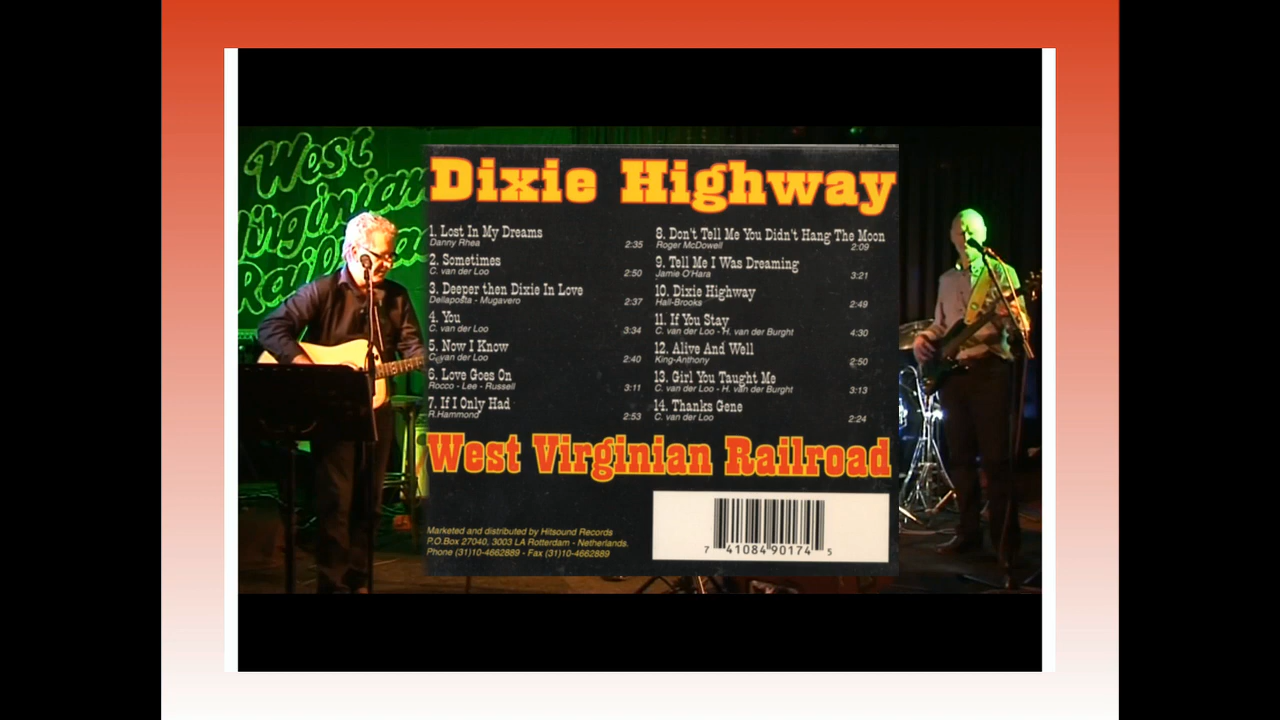 West
Virginian
Railroad
Dixie Highway
1. Lost In My Dreams
Danny Rhea 2:35
2. Sometimes
C. van der Loo 2:50
3. Deeper then Dixie In Love
Dellaposta - Mugavero 2:37
4. You
C. van der Loo 3:34
5. Now I Know
C. van der Loo 2:40
6. Love Goes On
Rocco - Lee - Russell 3:11
7. If I Only Had
R.Hammond 2:53
8. Don't Tell Me You Didn't Hang The Moon
Roger McDowell 2:09
9. Tell Me I Was Dreaming
Jamie O'Hara 3:21
10. Dixie Highway
Hall-Brooks 2:49
11. If You Stay
C. van der Loo - H. van der Burght 4:30
12. Alive And Well
King-Anthony 2:50
13. Girl You Taught Me
C. van der Loo - H. van der Burght 3:13
14. Thanks Gene
C. van der Loo 2:24
West Virginian Railroad
Marketed and distributed by Hitsound Records
P.O.Box 27040, 3003 LA Rotterdam - Netherlands.
Phone (31)10-4662889 - Fax (31)10-4662889
7 41084 90174 5